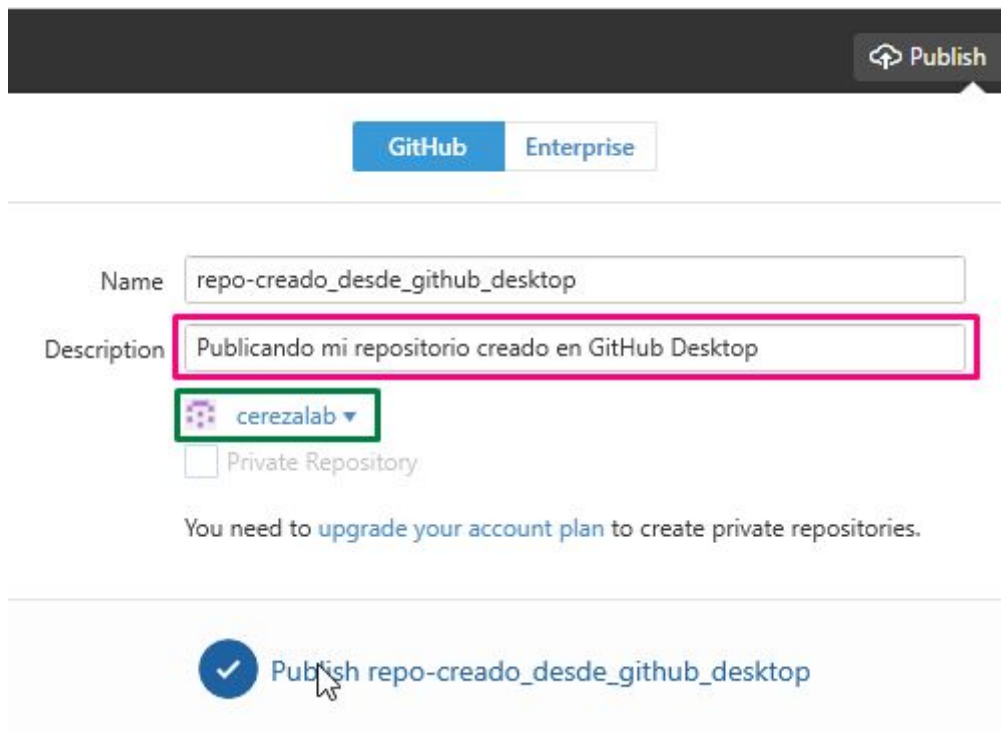 Publish
GitHub Enterprise
Name repo-creado_desde_github_desktop
Description Publicando mi repositorio creado en GitHub Desktop
cerezalab
Private Repository
You need to upgrade your account plan to create private repositories.
Publish repo-creado_desde_github_desktop